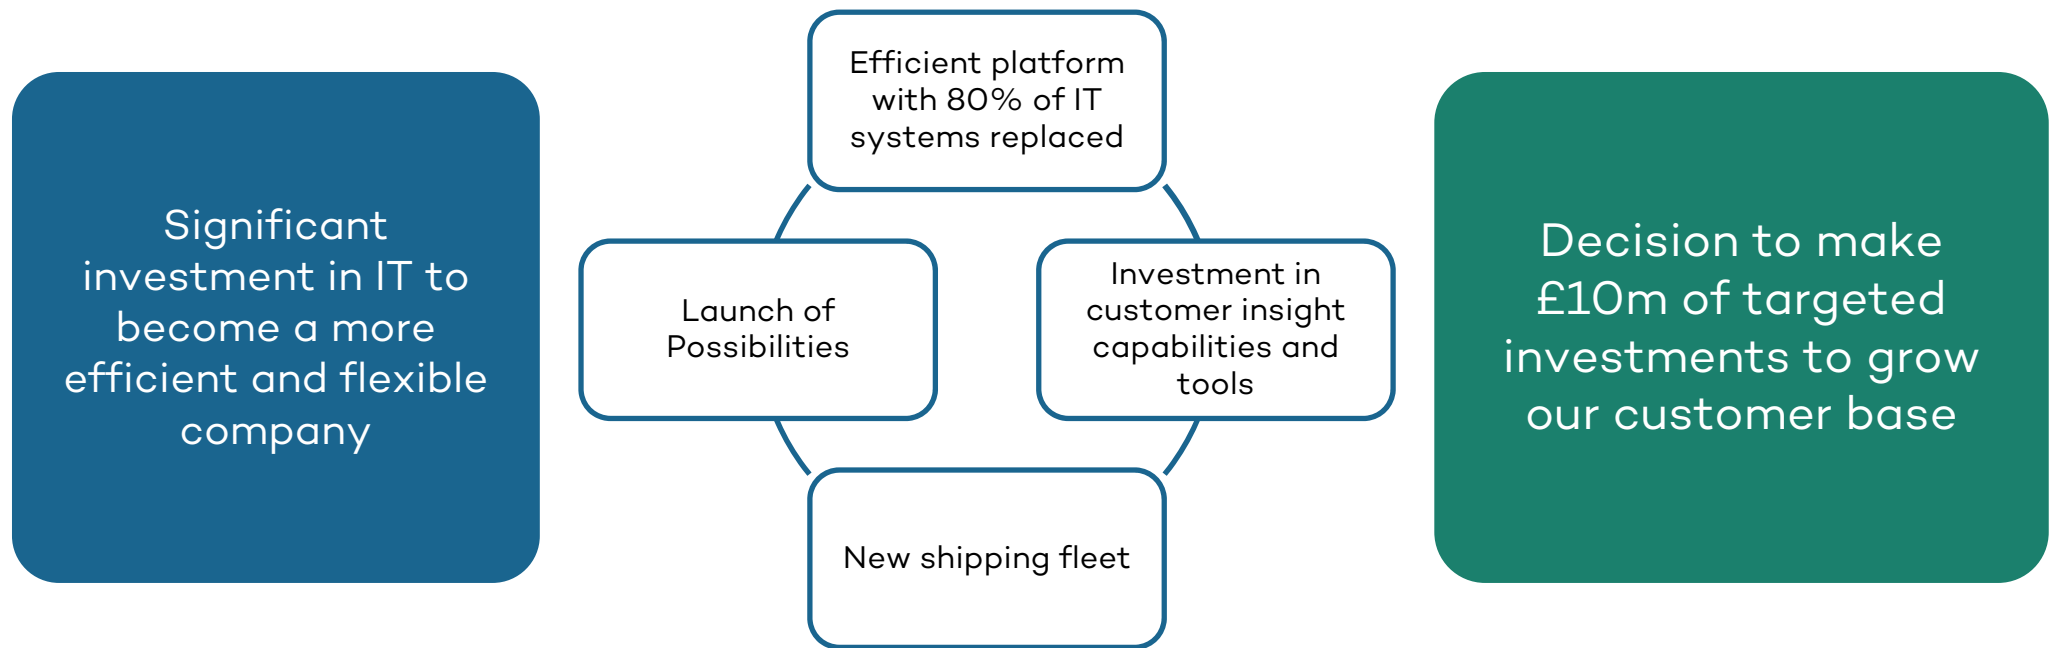 Significant
investment in IT to
become a more
efficient and flexible
company
Efficient platform
with 80% of IT
systems replaced
Launch of
Possibilities
Investment in
customer insight
capabilities and
tools
New shipping fleet
Decision to make
£10m of targeted
investments to grow
our customer base